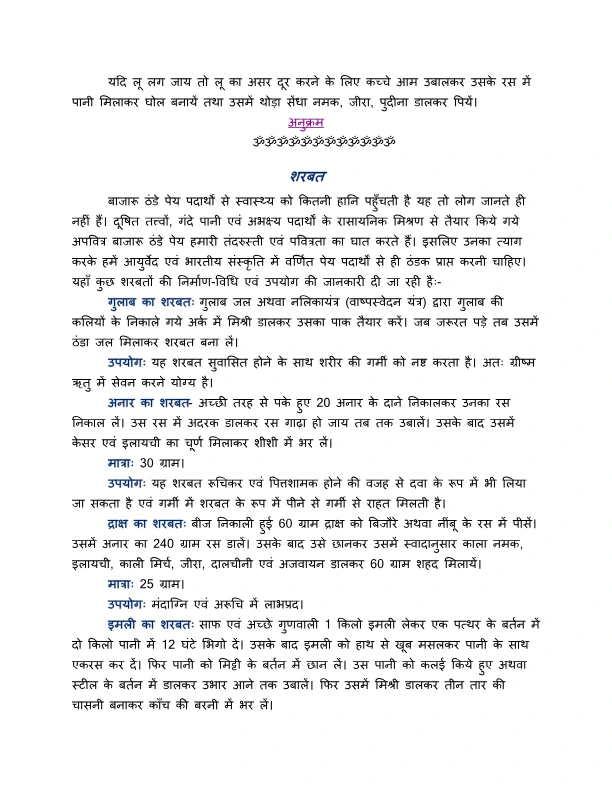 यदि लू लग जाय तो लू का असर दूर करने के लिए कच्चे आम उबालकर उसके रस में
पानी मिलाकर घोल बनायें तथा उसमें थोड़ा सेंधा नमक, जीरा, पुदीना डालकर पियें।
अनुक्रम
ॐॐॐॐॐॐॐॐॐॐॐॐ
शरबत
बाजारू ठंडे पेय पदार्थों से स्वास्थ्य को कितनी हानि पहुँचती है यह तो लोग जानते ही
नहीं हैं। दूषित तत्त्वों, गंदे पानी एवं अभक्ष्य पदार्थों के रासायनिक मिश्रण से तैयार किये गये
अपवित्र बाजारू ठंडे पेय हमारी तंदरुस्ती एवं पवित्रता का घात करते हैं। इसलिए उनका त्याग
करके हमें आयुर्वेद एवं भारतीय संस्कृति में वर्णित पेय पदार्थों से ही ठंडक प्राप्त करनी चाहिए।
यहाँ कुछ शरबतों की निर्माण-विधि एवं उपयोग की जानकारी दी जा रही हैः-
गुलाब का शरबतः गुलाब जल अथवा नलिकायंत्र (वाष्पस्वेदन यंत्र) द्वारा गुलाब की
कलियों के निकाले गये अर्क में मिश्री डालकर उसका पाक तैयार करें। जब जरूरत पड़े तब उसमें
ठंडा जल मिलाकर शरबत बना लें।
उपयोगः यह शरबत सुवासित होने के साथ शरीर की गर्मी को नष्ट करता है। अतः ग्रीष्म
ऋतु में सेवन करने योग्य है।
अनार का शरबत- अच्छी तरह से पके हुए 20 अनार के दाने निकालकर उनका रस
निकाल लें। उस रस में अदरक डालकर रस गाढ़ा हो जाय तब तक उबालें। उसके बाद उसमें
केसर एवं इलायची का चूर्ण मिलाकर शीशी में भर लें।
मात्राः 30 ग्राम।
उपयोगः यह शरबत रूचिकर एवं पित्तशामक होने की वजह से दवा के रूप में भी लिया
जा सकता है एवं गर्मी में शरबत के रूप में पीने से गर्मी से राहत मिलती है।
द्राक्ष का शरबतः बीज निकाली हुई 60 ग्राम द्राक्ष को बिजौरे अथवा नींबू के रस में पीसें।
उसमें अनार का 240 ग्राम रस डालें। उसके बाद उसे छानकर उसमें स्वादानुसार काला नमक,
इलायची, काली मिर्च, जीरा, दालचीनी एवं अजवायन डालकर 60 ग्राम शहद मिलायें।
मात्राः 25 ग्राम।
उपयोगः मंदाग्नि एवं अरूचि में लाभप्रद।
इमली का शरबतः साफ एवं अच्छे गुणवाली 1 किलो इमली लेकर एक पत्थर के बर्तन में
दो किलो पानी में 12 घंटे भिगो दें। उसके बाद इमली को हाथ से खूब मसलकर पानी के साथ
एकरस कर दें। फिर पानी को मिट्टी के बर्तन में छान लें। उस पानी को कलई किये हुए अथवा
स्टील के बर्तन में डालकर उभार आने तक उबालें। फिर उसमें मिश्री डालकर तीन तार की
चासनी बनाकर काँच की बरनी में भर लें।